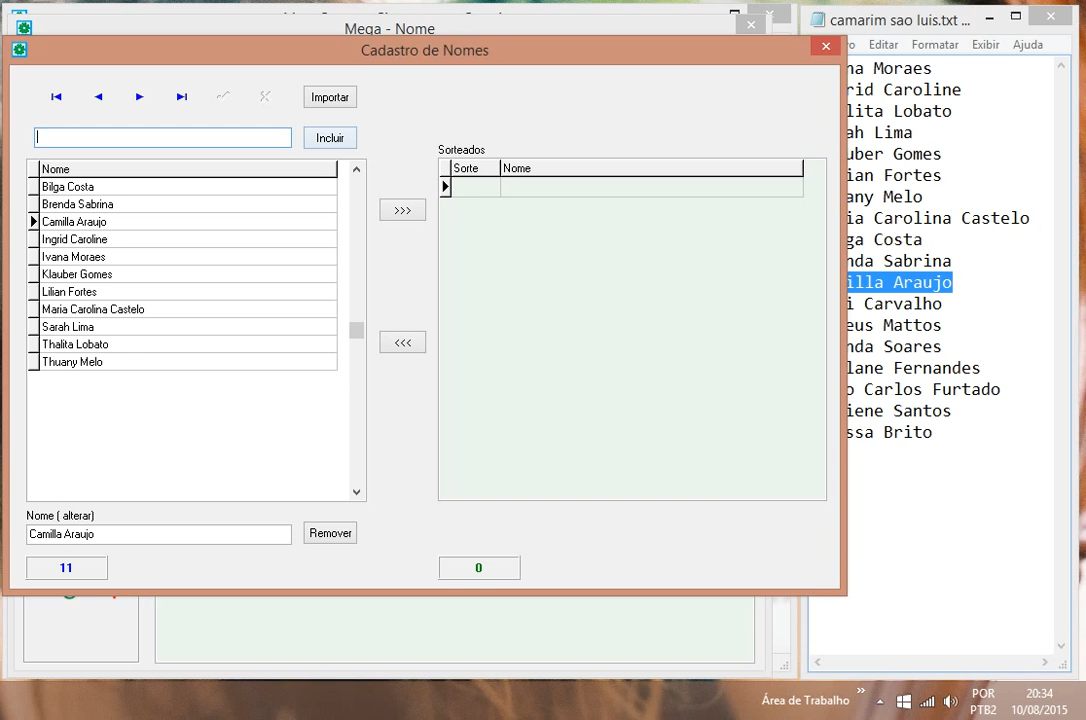 Mega - Nome
Cadastro de Nomes
Importar
Incluir
Nome
Bilga Costa
Brenda Sabrina
Camilla Araujo
Ingrid Caroline
Ivana Moraes
Klauber Gomes
Lilian Fortes
Maria Carolina Castelo
Sarah Lima
Thalita Lobato
Thuany Melo
>>>
<<<
Sorteados
Sorte Nome
Nome ( alterar)
Camilla Araujo
Remover
11
0
camarim sao luis.txt ...
Editar Formatar Exibir Ajuda
na Moraes
rid Caroline
lita Lobato
ah Lima
uber Gomes
ian Fortes
any Melo
ia Carolina Castelo
ga Costa
nda Sabrina
illa Araujo
i Carvalho
eus Mattos
nda Soares
lane Fernandes
o Carlos Furtado
iene Santos
ssa Brito
Área de Trabalho
POR
PTB2
20:34
10/08/2015